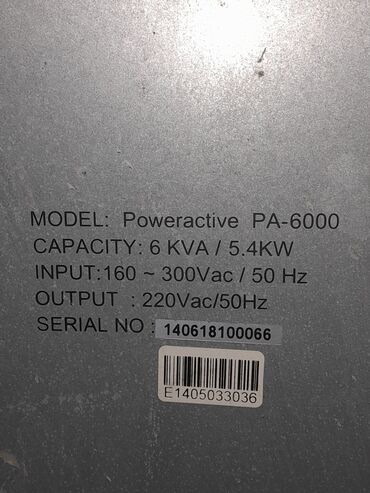 MODEL: Poweractive PA-6000
CAPACITY: 6 KVA / 5.4KW
INPUT:160 ~ 300Vac / 50 Hz
OUTPUT : 220Vac/50Hz
SERIAL NO : 140618100066
E1405033036